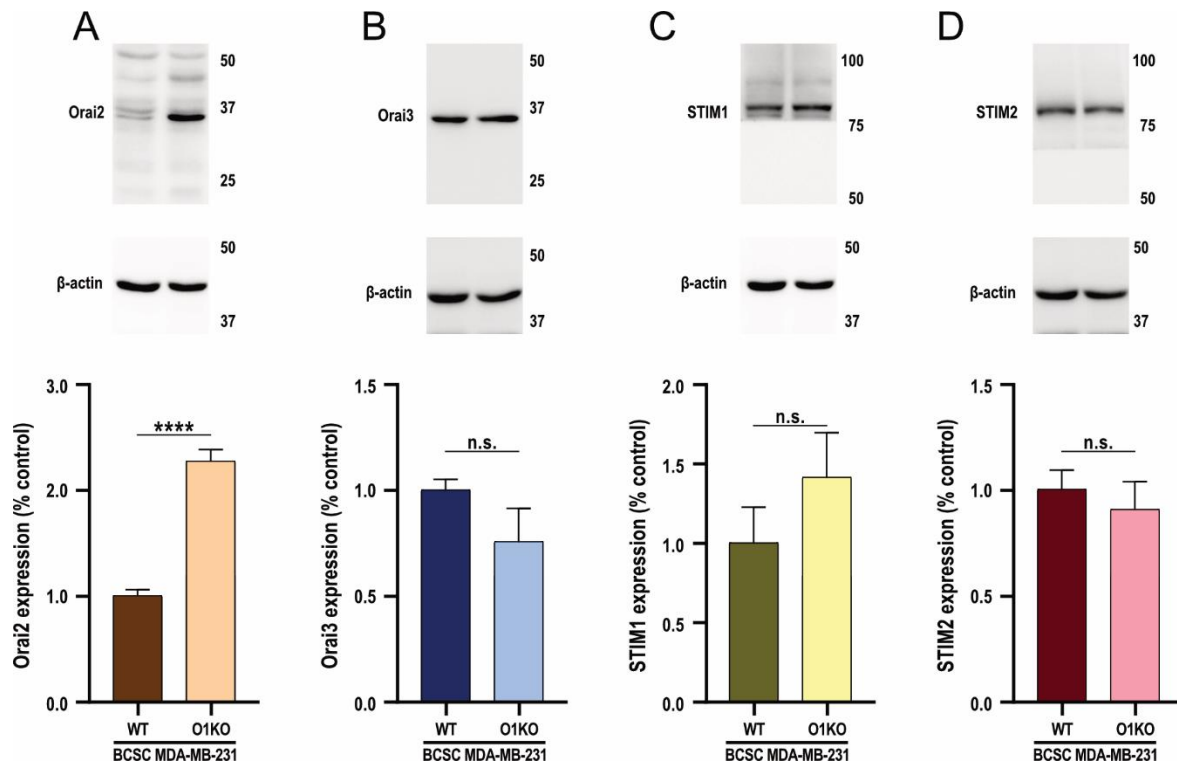 A
B
C
D
50
Orai2
37
25
50
β-actin
37
50
Orai3
37
25
50
β-actin
37
100
STIM1
75
50
50
β-actin
37
100
STIM2
75
50
50
β-actin
37
Orai2 expression (% control)
3.0
2.0
1.0
0.0
****
WT
O1KO
BCSC MDA-MB-231
Orai3 expression (% control)
1.5
1.0
0.5
0.0
n.s.
WT
O1KO
BCSC MDA-MB-231
STIM1 expression (% control)
2.0
1.5
1.0
0.5
0.0
n.s.
WT
O1KO
BCSC MDA-MB-231
STIM2 expression (% control)
1.5
1.0
0.5
0.0
n.s.
WT
O1KO
BCSC MDA-MB-231